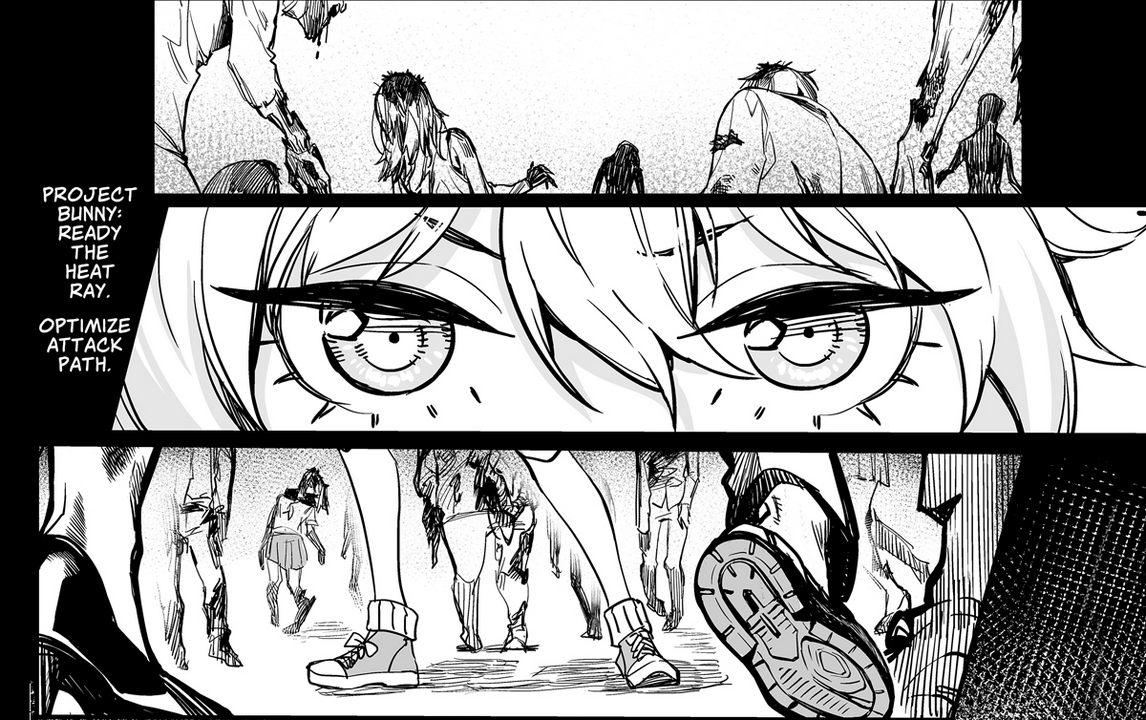 PROJECT
BUNNY:
READY
THE
HEAT
RAY.
OPTIMIZE
ATTACK
PATH.